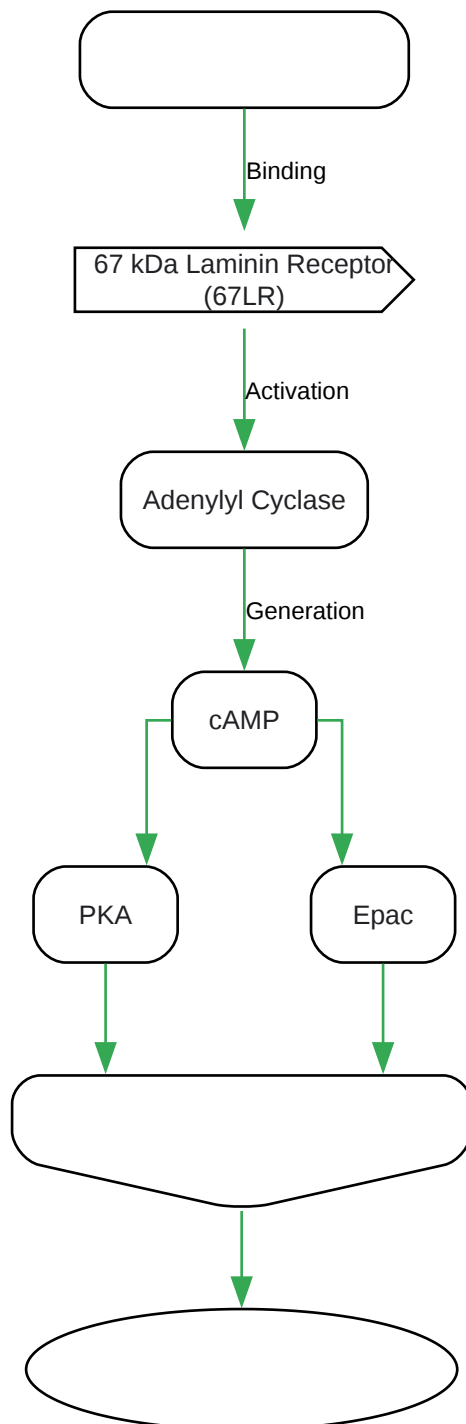 Binding
67 kDa Laminin Receptor
(67LR)
Activation
Adenylyl Cyclase
Generation
cAMP
PKA
Epac